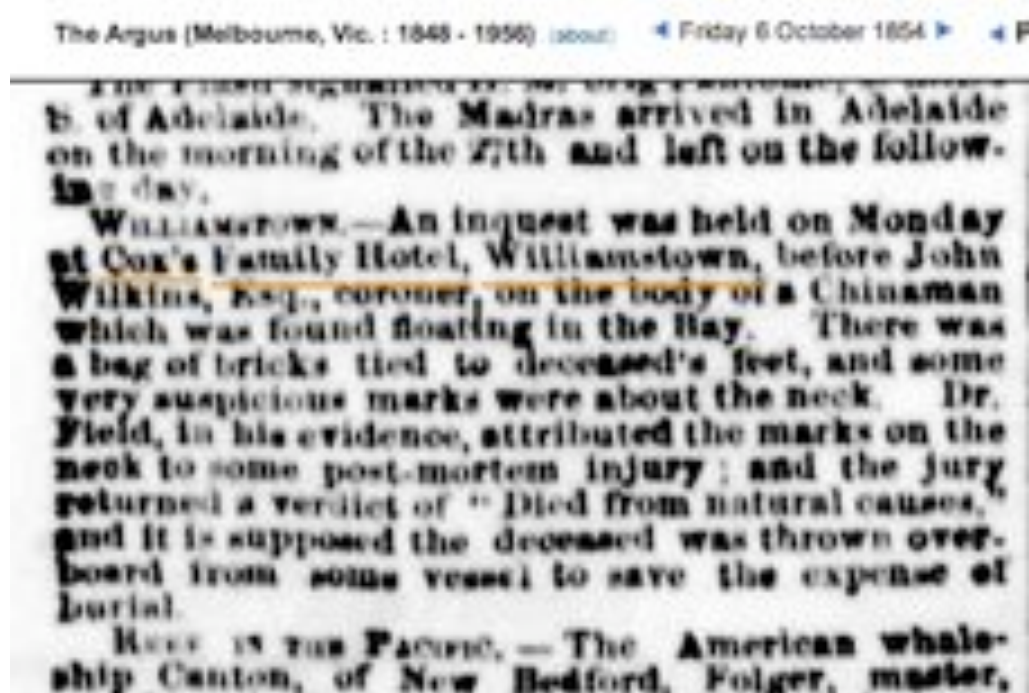 The Argus (Melbourne, Vic. : 1848 - 1956) (about) Friday 6 October 1854
S. of Adelaide. The Madras arrived in Adelaide
on the morning of the 27th and left on the follow-
ing day.
WILLIAMSTOWN.—An inquest was held on Monday
at Cox's Family Hotel, Williamstown, before John
Wilkins, Esq., coroner, on the body of a Chinaman
which was found floating in the Bay. There was
a bag of bricks tied to deceased's feet, and some
very suspicious marks were about the neck. Dr.
Field, in his evidence, attributed the marks on the
neck to some post-mortem injury ; and the jury
returned a verdict of "Died from natural causes,"
and it is supposed the deceased was thrown over-
board from some vessel to save the expense of
burial.
IN THE PACIFIC. — The American whale-
ship Canton, of New Bedford, Folger, master,